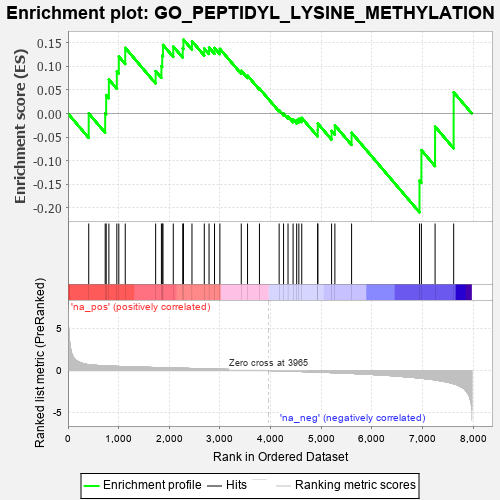 Enrichment plot: GO_PEPTIDYL_LYSINE_METHYLATION
Enrichment score (ES)
0.15
0.10
0.05
0.00
-0.05
-0.10
-0.15
-0.20
'na_pos' (positively correlated)
Ranked list metric (PreRanked)
5
0
-5
Zero cross at 3965
'na_neg' (negatively correlated)
0
1,000
2,000
3,000
4,000
5,000
6,000
7,000
8,000
Rank in Ordered Dataset
Enrichment profile
Hits
Ranking metric scores